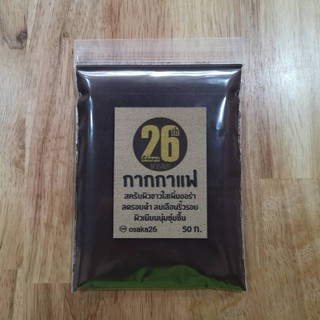 26th
กากกาแฟ
สครับผิวขาวใสเพิ่มออร่า
ลดรอยดำ ลบเลือนริ้วรอย
ผิวเนียนนุ่มชุ่มชื้น
osaka26 50 ก.